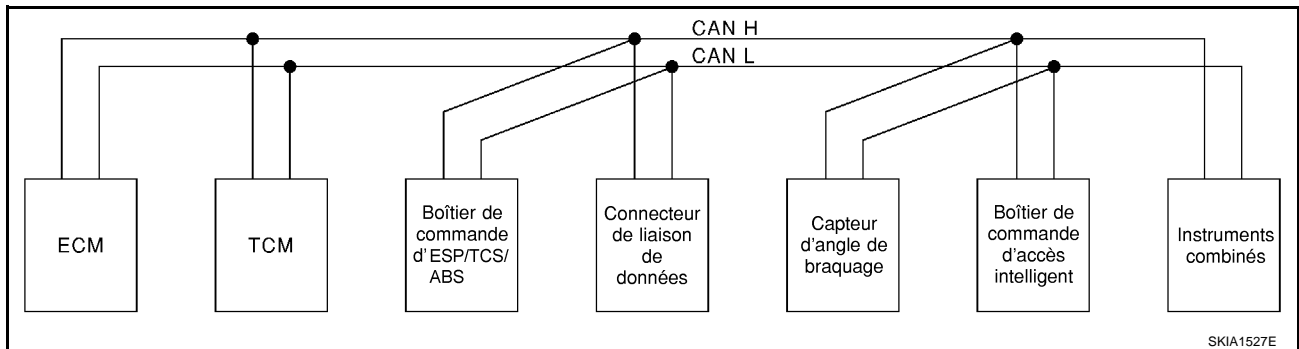 CAN H
CAN L
ECM
TCM
Boîtier de
commande
d'ESP/TCS/
ABS
Connecteur
de liaison
de
données
Capteur
d'angle de
braquage
Boîtier de
commande
d'accès
intelligent
Instruments
combinés
SKIA1527E